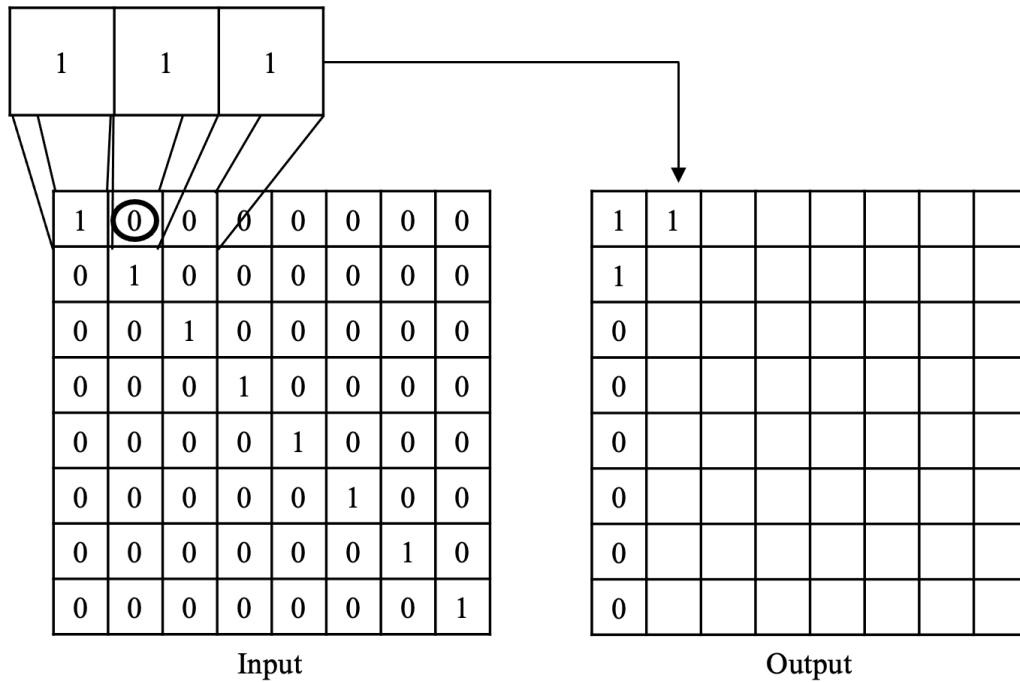 1 1 1
1 0 0 0 0 0 0 0 1 1
0 1 0 0 0 0 0 0 1
0 0 1 0 0 0 0 0 0
0 0 0 1 0 0 0 0 0
0 0 0 0 1 0 0 0 0
0 0 0 0 0 1 0 0 0
0 0 0 0 0 0 1 0 0
0 0 0 0 0 0 0 1 0
Input Output